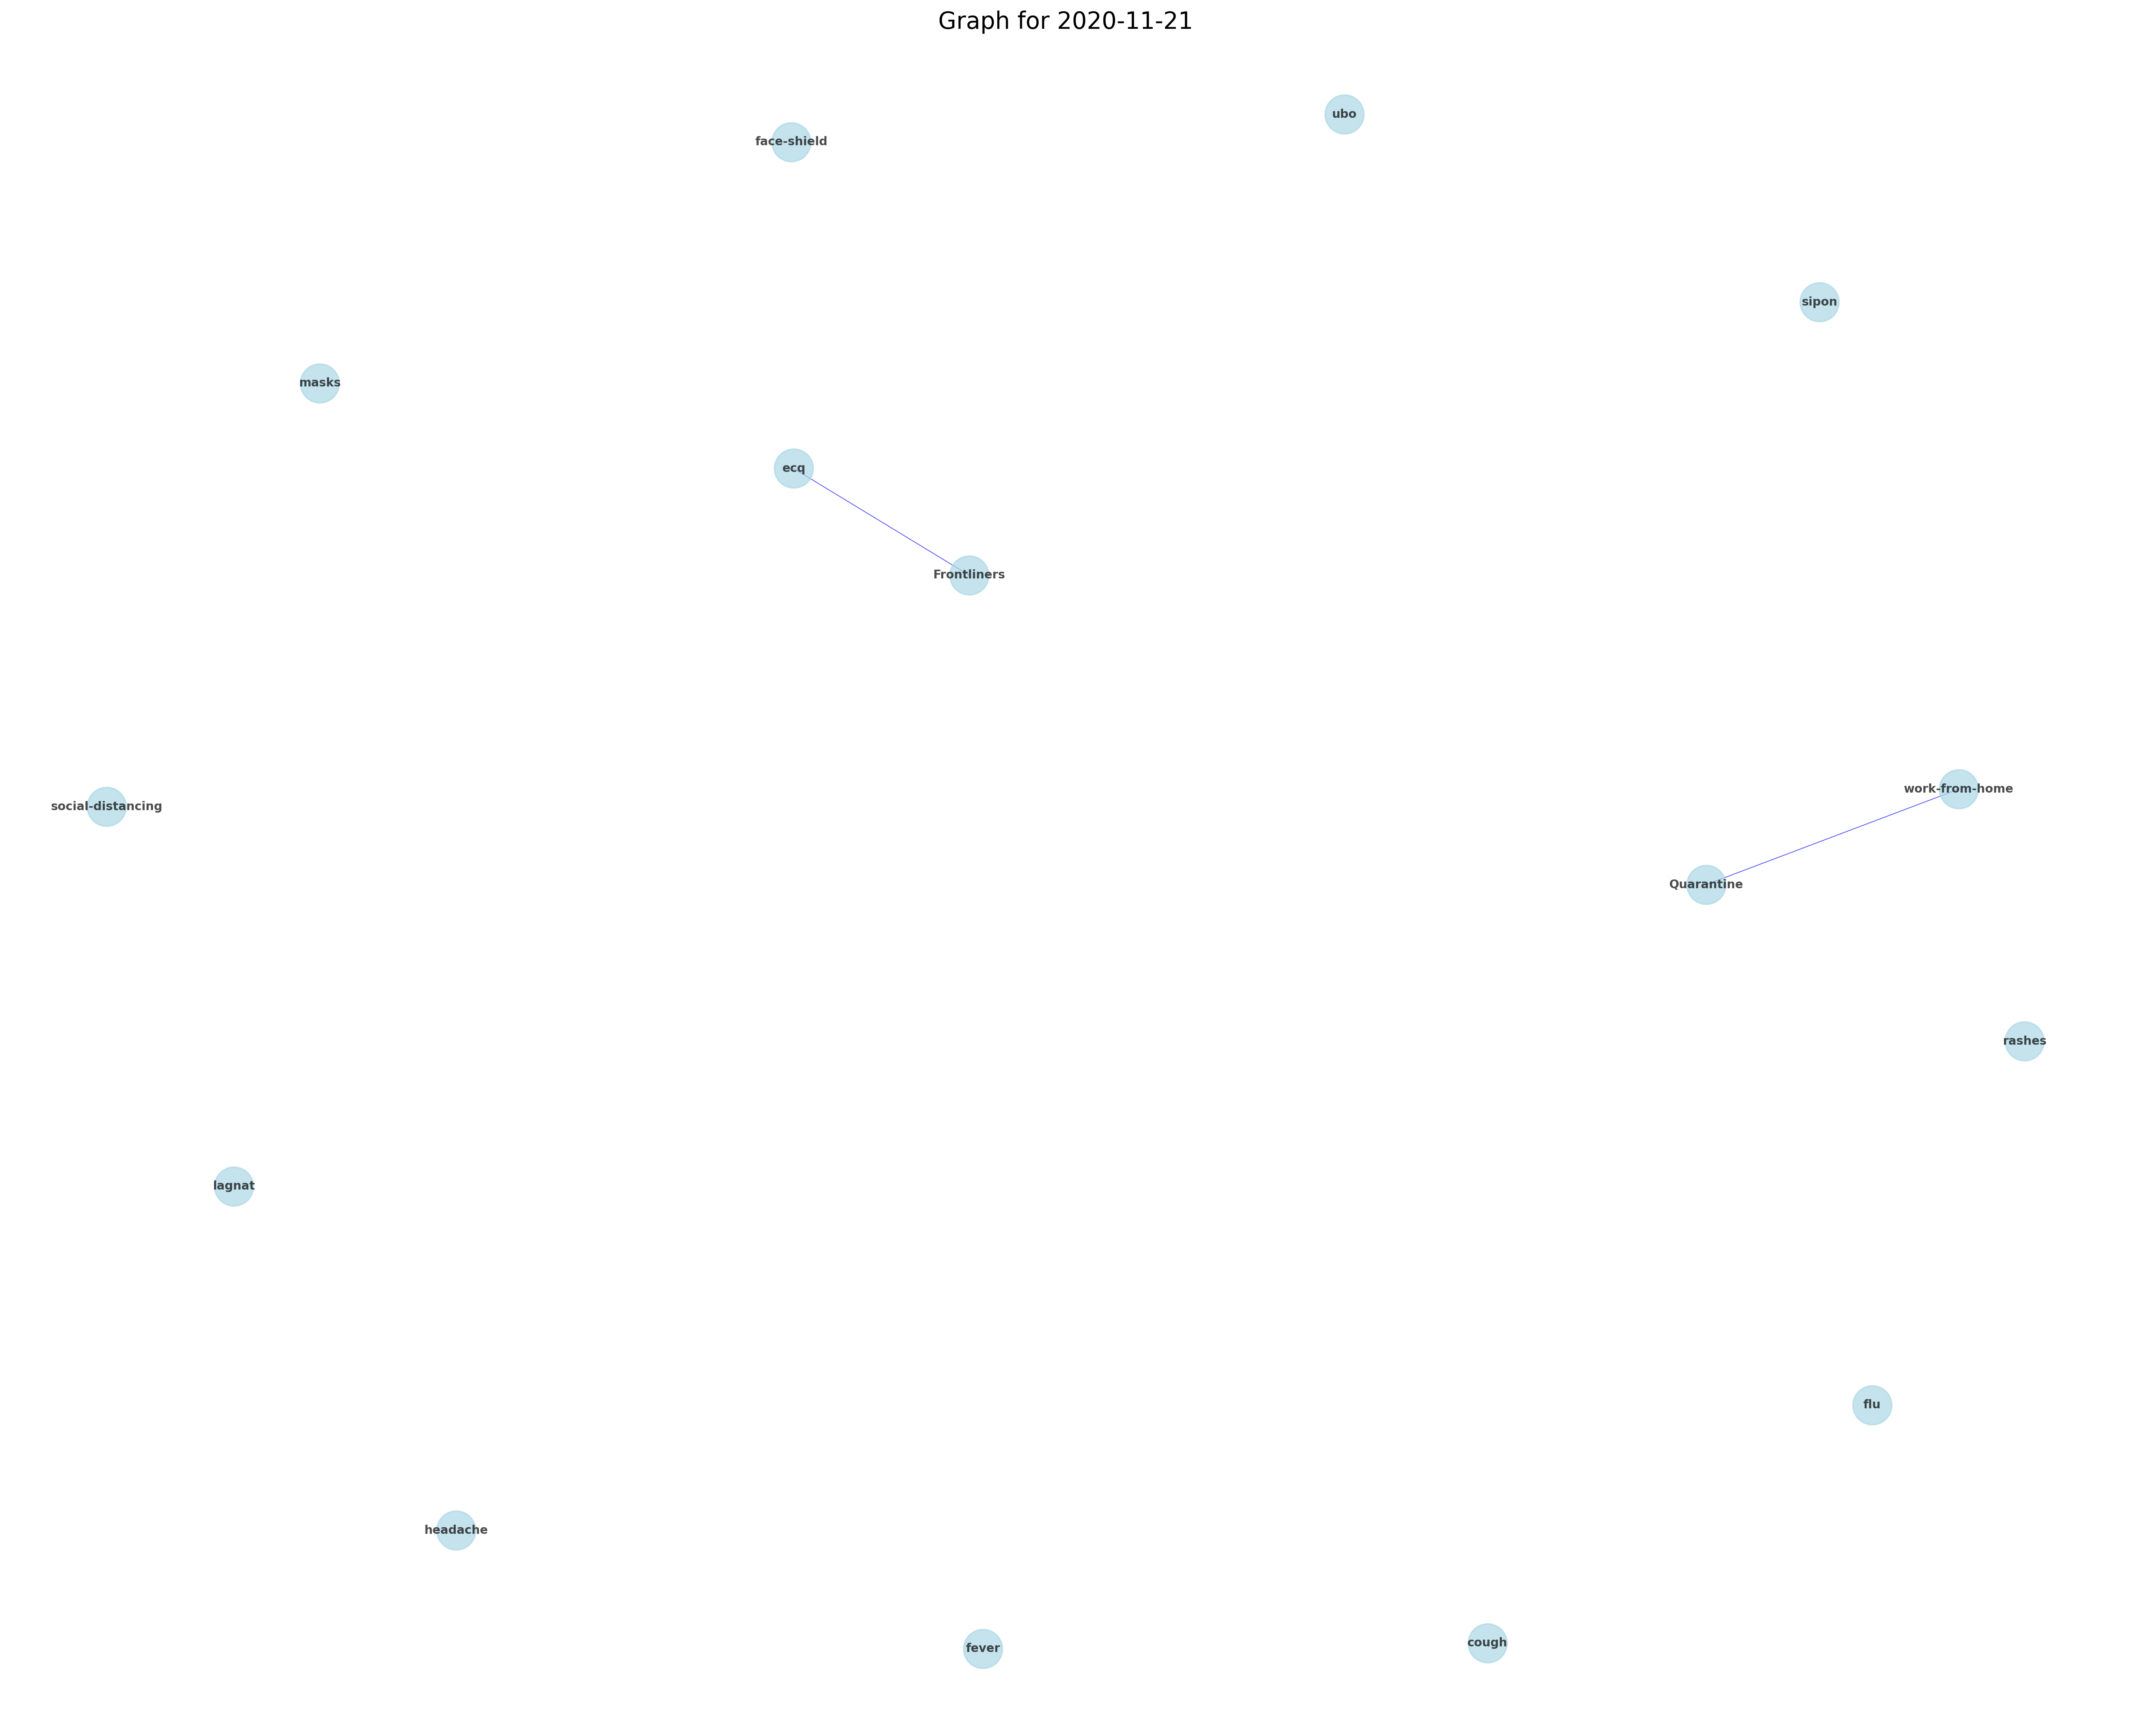 Graph for 2020-11-21
ubo
face-shield
sipon
masks
ecq
Frontliners
work-from-home
social-distancing
Quarantine
rashes
lagnat
flu
headache
cough
fever